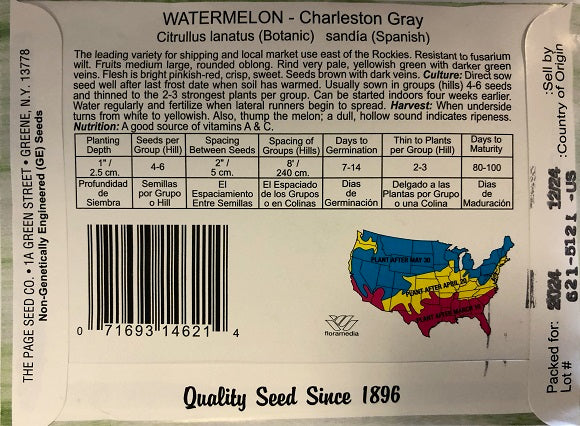 WATERMELON - Charleston Gray
Citrullus lanatus (Botanic) sandía (Spanish)
The leading variety for shipping and local market use east of the Rockies. Resistant to fusarium
wilt. Fruits medium large, rounded oblong. Rind very pale, yellowish green with darker green
veins. Flesh is bright pinkish-red, crisp, sweet. Seeds brown with dark veins. Culture: Direct sow
seed well after last frost date when soil has warmed. Usually sown in groups (hills) 4-6 seeds
and thinned to the 2-3 strongest plants per group. Can be started indoors four weeks earlier.
Water regularly and fertilize when lateral runners begin to spread. Harvest: When underside
turns from white to yellowish. Also, thump the melon; a dull, hollow sound indicates ripeness.
Nutrition: A good source of vitamins A & C.
Planting Depth Seeds per Group (Hill) Spacing Between Seeds Spacing of Groups (Hills) Days to Germination Thin to Plants per Group (Hill) Days to Maturity
1" / 2.5 cm. 4-6 2" / 5 cm. 8' / 240 cm. 7-14 2-3 80-100
Profundidad de Siembra Semillas por Grupo o Hill El Espaciamiento Entre Semillas El Espaciado de los Grupos o en Colinas Dias de Germinación Delgado a las Plantas por Grupo o una Colina Dias de Maduración
0 71693 14621 4
floramedia
PLANT AFTER MAY 30
PLANT AFTER APRIL 20
PLANT AFTER MARCH
Quality Seed Since 1896
THE PAGE SEED CO. • 1A GREEN STREET • GREENE, N.Y. 13778
Non-Genetically Engineered (GE) Seeds
Packed for: 2024 12/24 :Sell by
Lot # 621-5121 -US :Country of Origin